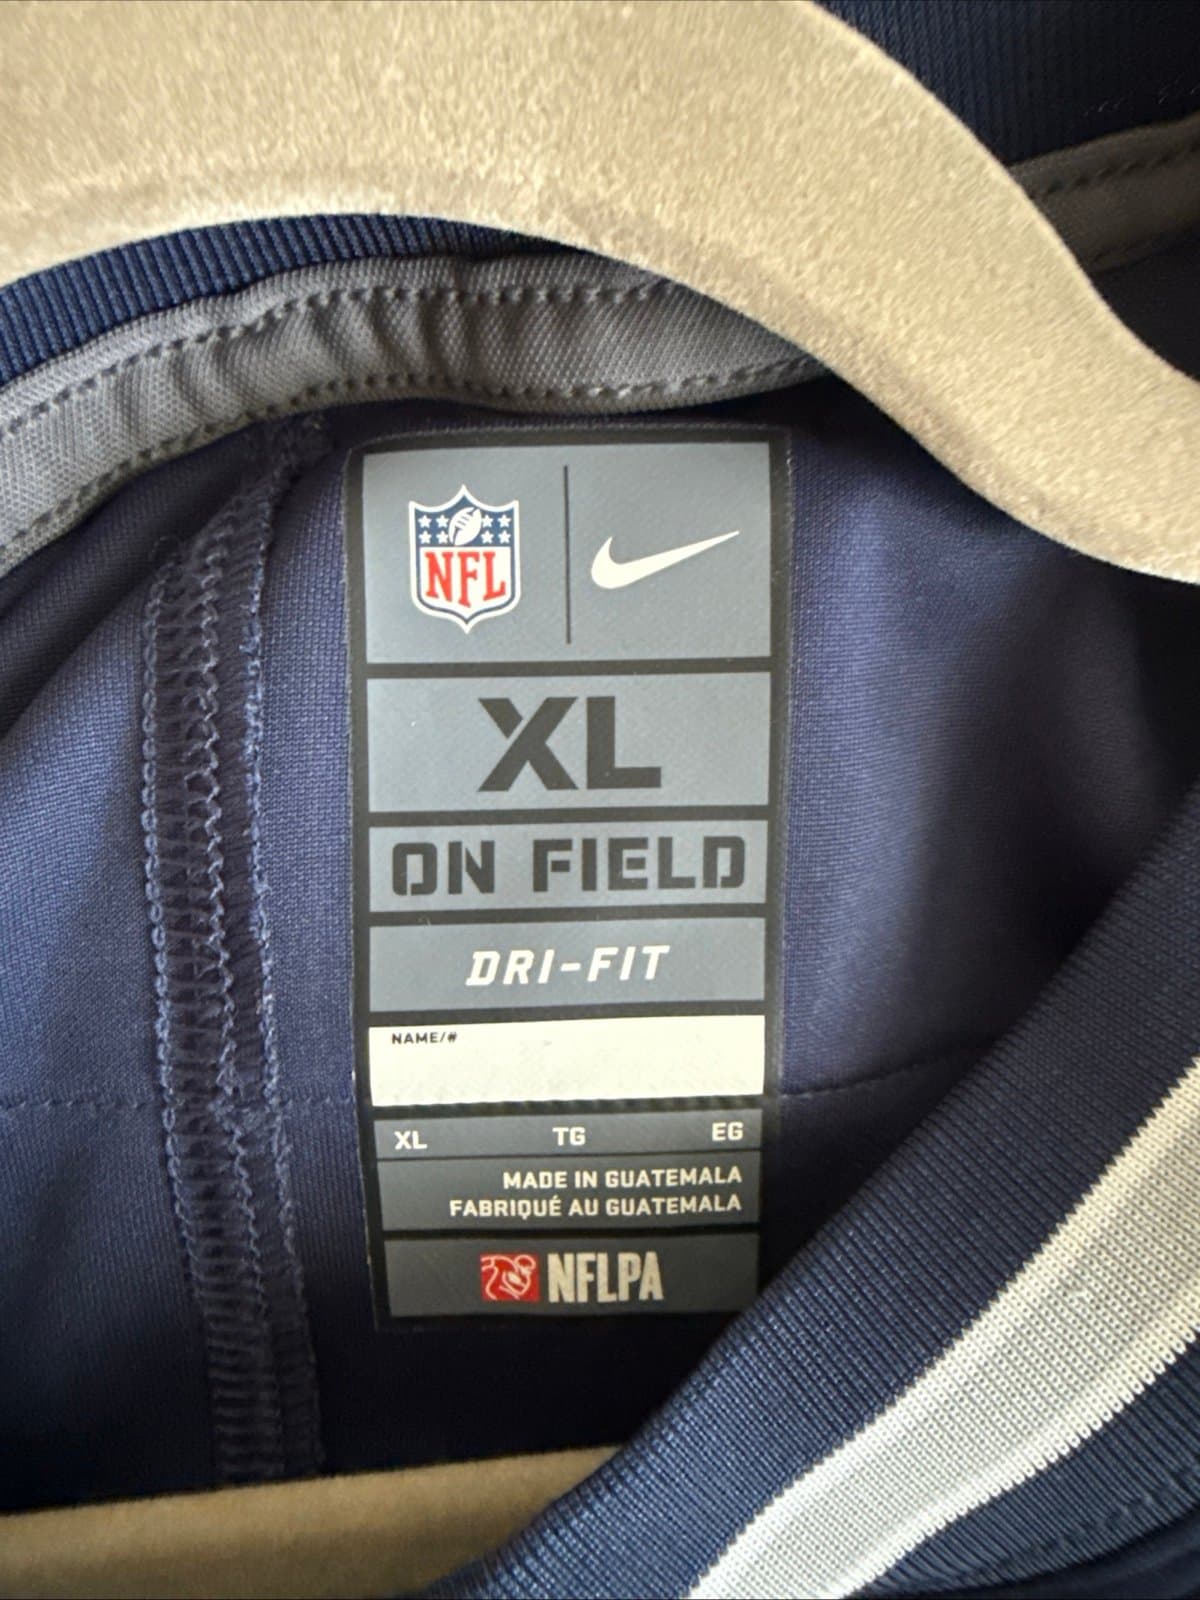 NFL
XL
ON FIELD
DRI-FIT
NAME/#
XL TG EG
MADE IN GUATEMALA
FABRIQUÉ AU GUATEMALA
NFLPA